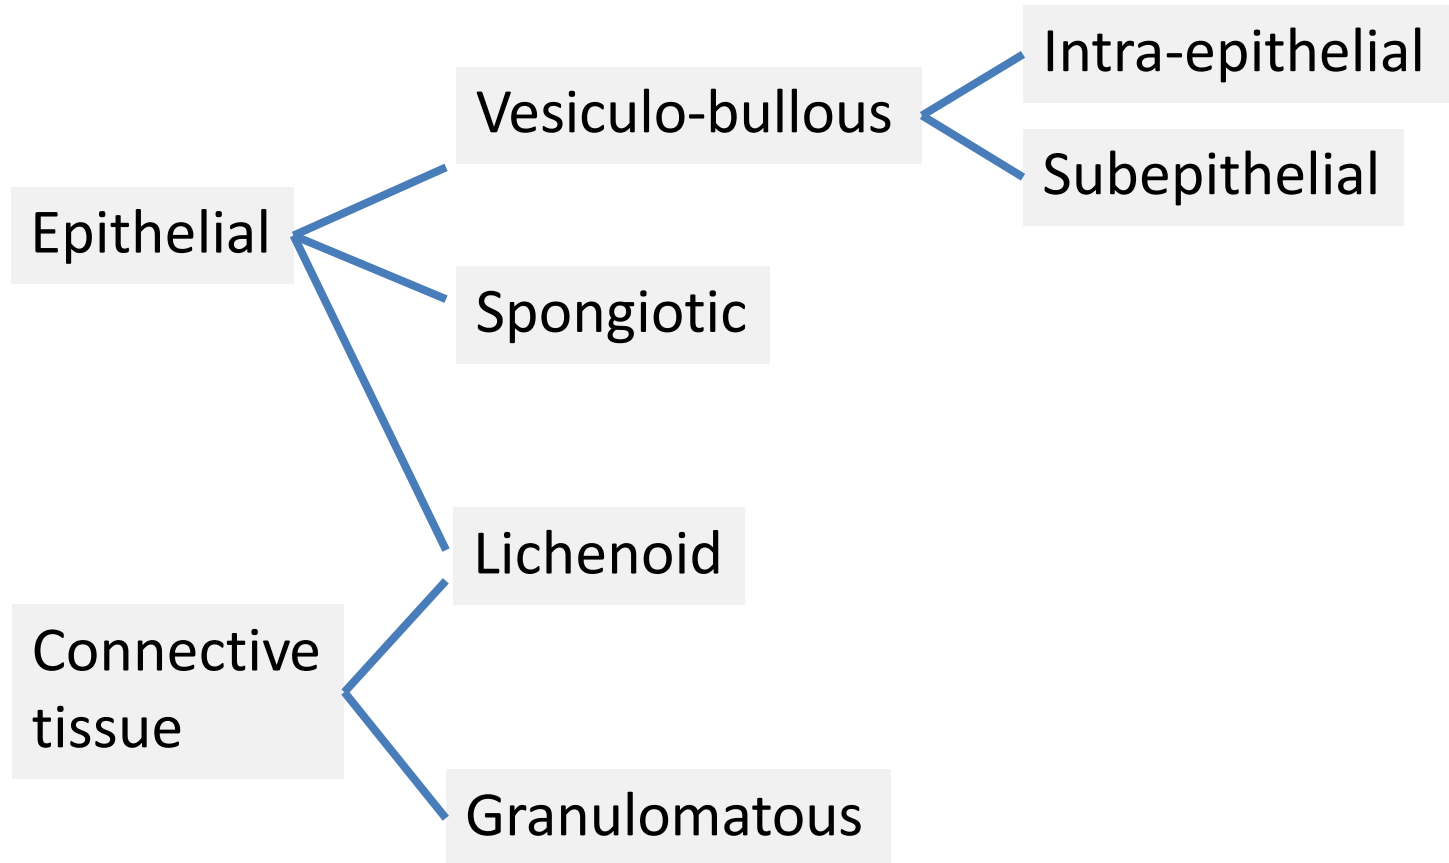 Intra-epithelial
Vesiculo-bullous
Subepithelial
Epithelial
Spongiotic
Lichenoid
Connective
tissue
Granulomatous